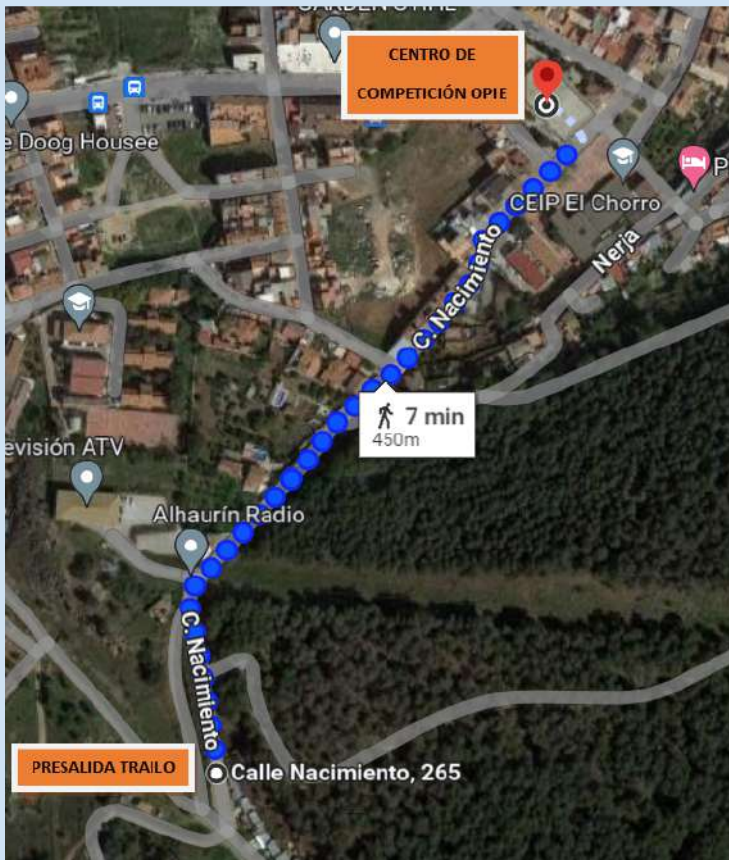 CENTRO DE
COMPETICIÓN OPIE
e Doog Housee
CEIP El Chorro
P
Nerja
C. Nacimiento
7 min
450m
evisión ATV
Alhaurín Radio
C. Nacimiento
PRESALIDA TRAILO
Calle Nacimiento, 265